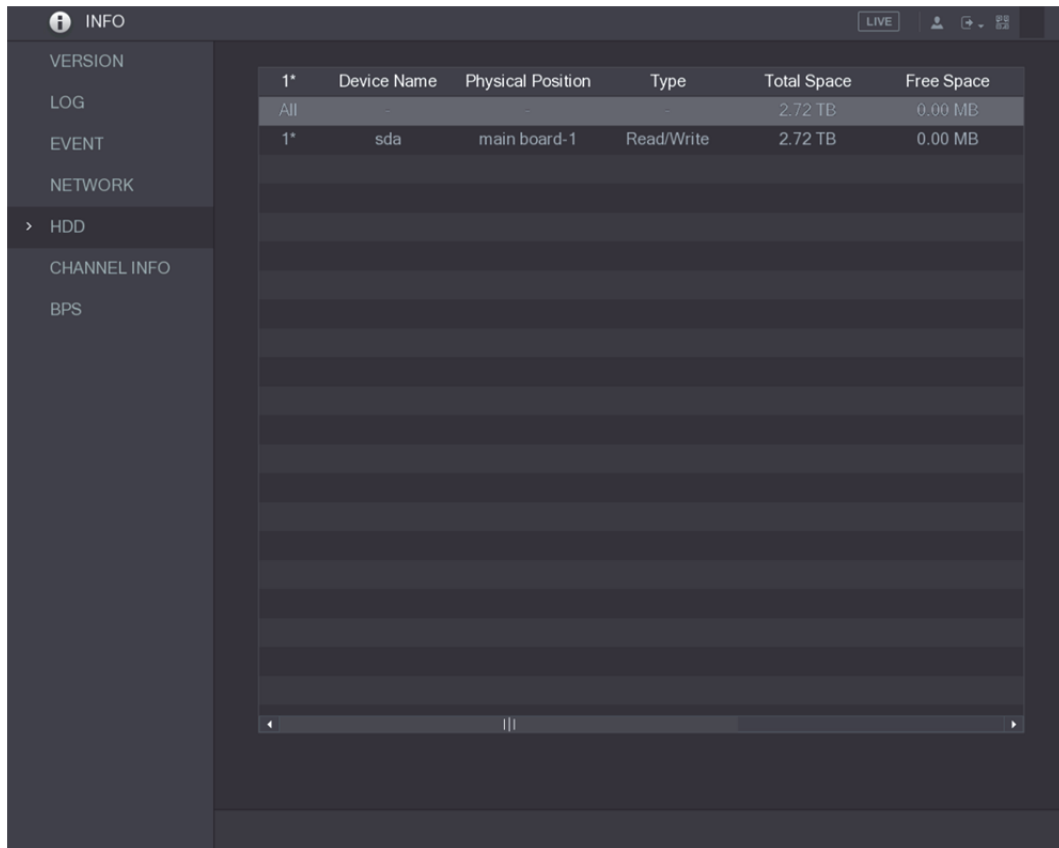 INFO
LIVE
VERSION
LOG
EVENT
NETWORK
HDD
CHANNEL INFO
BPS
1* Device Name Physical Position Type Total Space Free Space
All - - - 2.72 TB 0.00 MB
1* sda main board-1 Read/Write 2.72 TB 0.00 MB